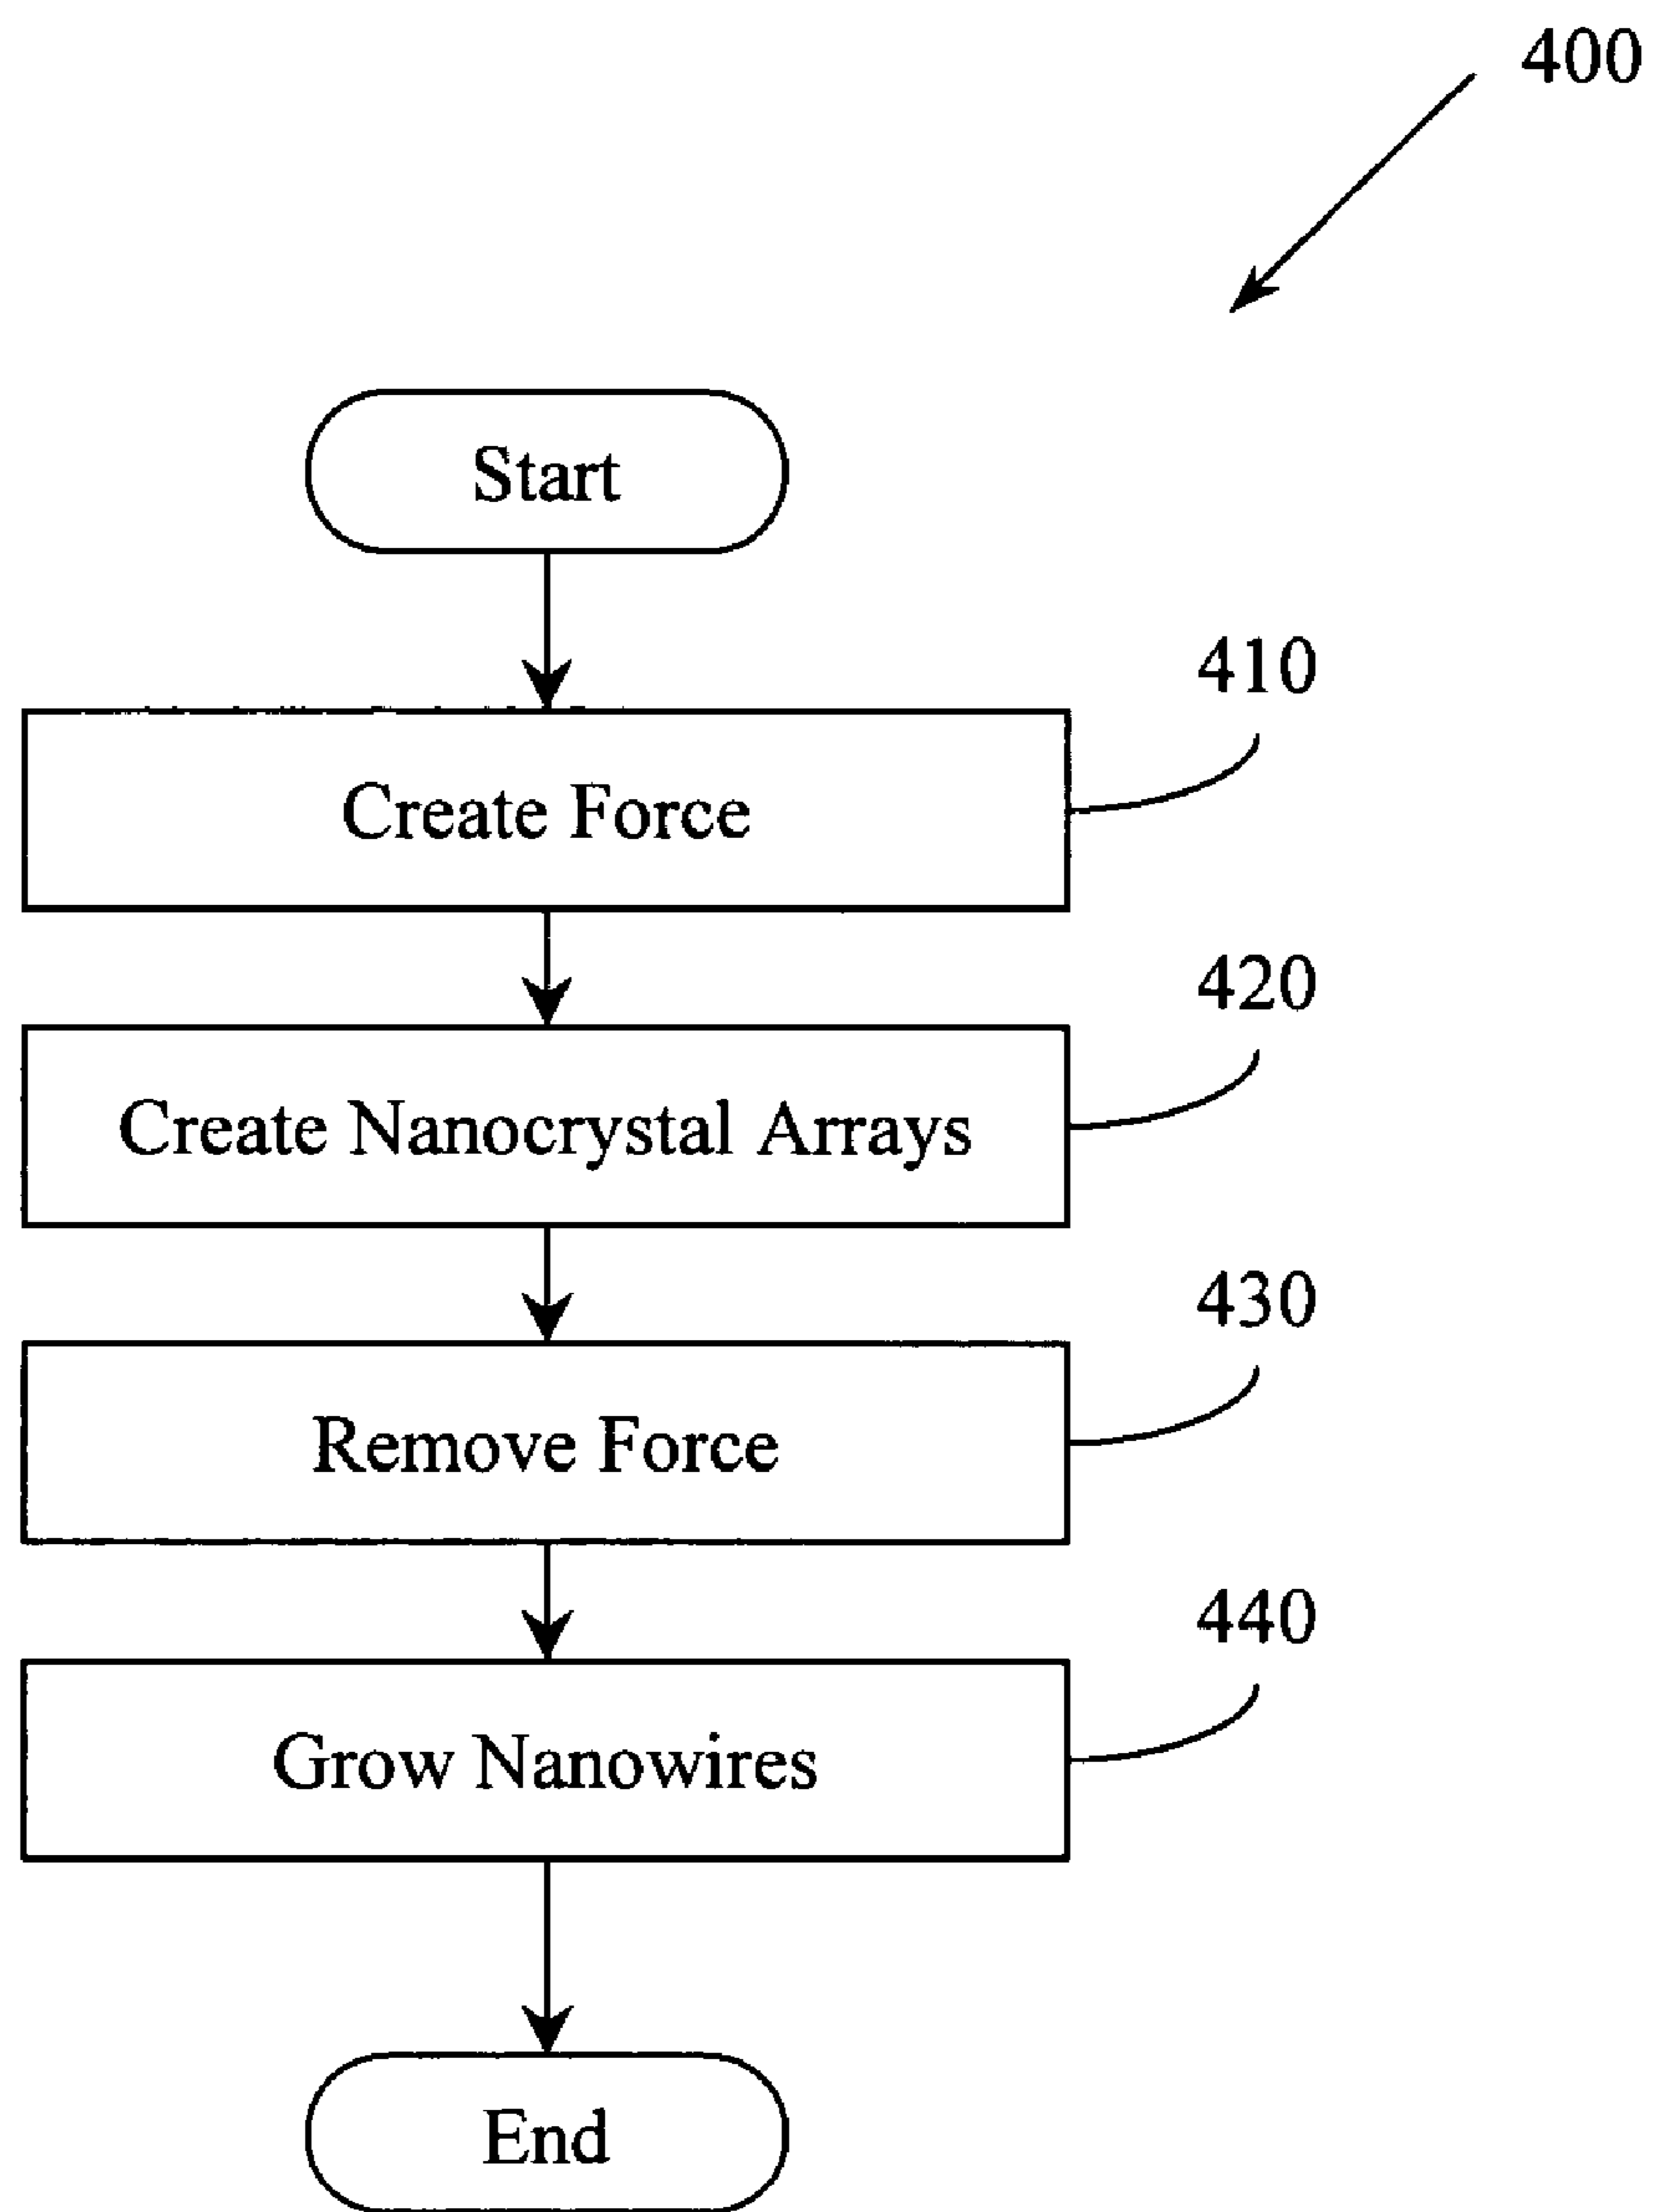 400
Start
410
Create Force
420
Create Nanocrystal Arrays
430
Remove Force
440
Grow Nanowires
End